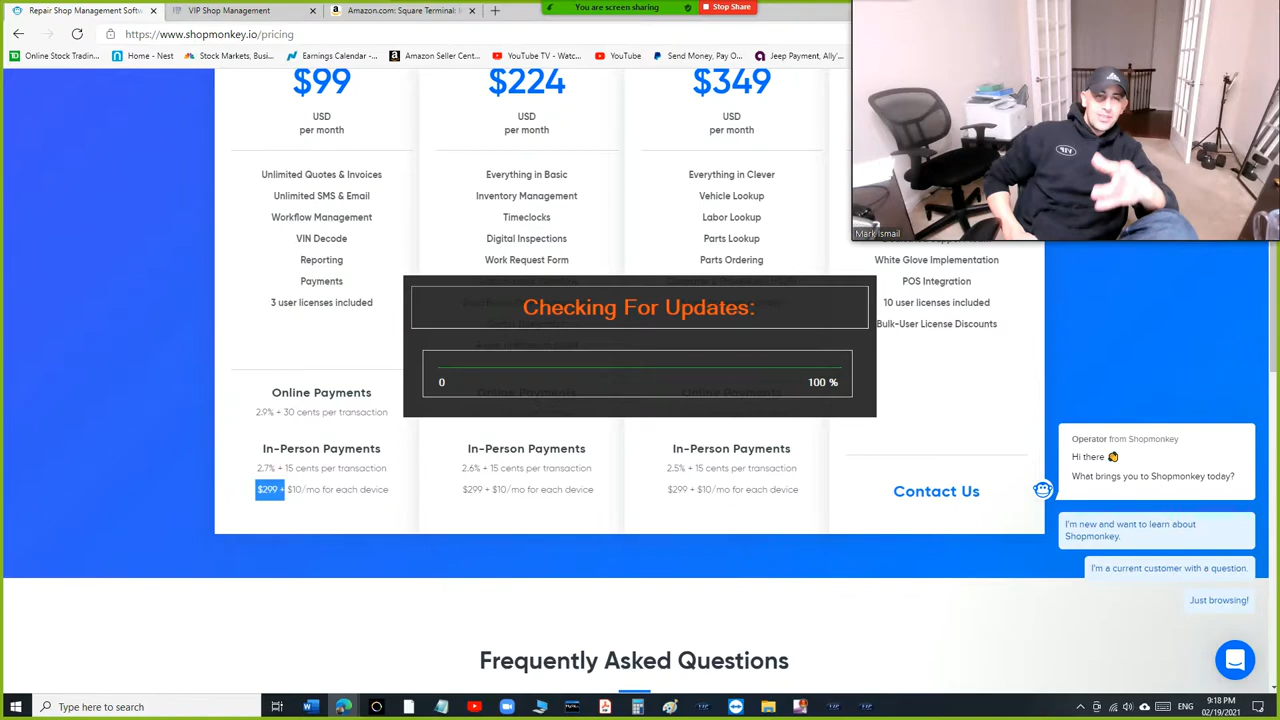 Repair Shop Management Softw
VIP Shop Management
Amazon.com: Square Terminal:
You are screen sharing
Stop Share
https://www.shopmonkey.io/pricing
Online Stock Tradin...
Home - Nest
Stock Markets, Busi...
Earnings Calendar -...
Amazon Seller Cent...
YouTube TV - Watc...
YouTube
Send Money, Pay O...
Jeep Payment, Ally'...
$99
$224
$349
USD
per month
USD
per month
USD
per month
Unlimited Quotes & Invoices
Unlimited SMS & Email
Workflow Management
VIN Decode
Reporting
Payments
3 user licenses included
Everything in Basic
Inventory Management
Timeclocks
Digital Inspections
Work Request Form
Everything in Clever
Vehicle Lookup
Labor Lookup
Parts Lookup
Parts Ordering
White Glove Implementation
POS Integration
10 user licenses included
Bulk-User License Discounts
VIP
Mark Ismail
Checking For Updates:
0
100 %
Online Payments
2.9% + 30 cents per transaction
In-Person Payments
2.7% + 15 cents per transaction
$299 + $10/mo for each device
Online Payments
In-Person Payments
2.6% + 15 cents per transaction
$299 + $10/mo for each device
Online Payments
In-Person Payments
2.5% + 15 cents per transaction
$299 + $10/mo for each device
Contact Us
Operator from Shopmonkey
Hi there
What brings you to Shopmonkey today?
I'm new and want to learn about
Shopmonkey.
I'm a current customer with a question.
Just browsing!
Frequently Asked Questions
Type here to search
ENG
9:18 PM
02/19/2021